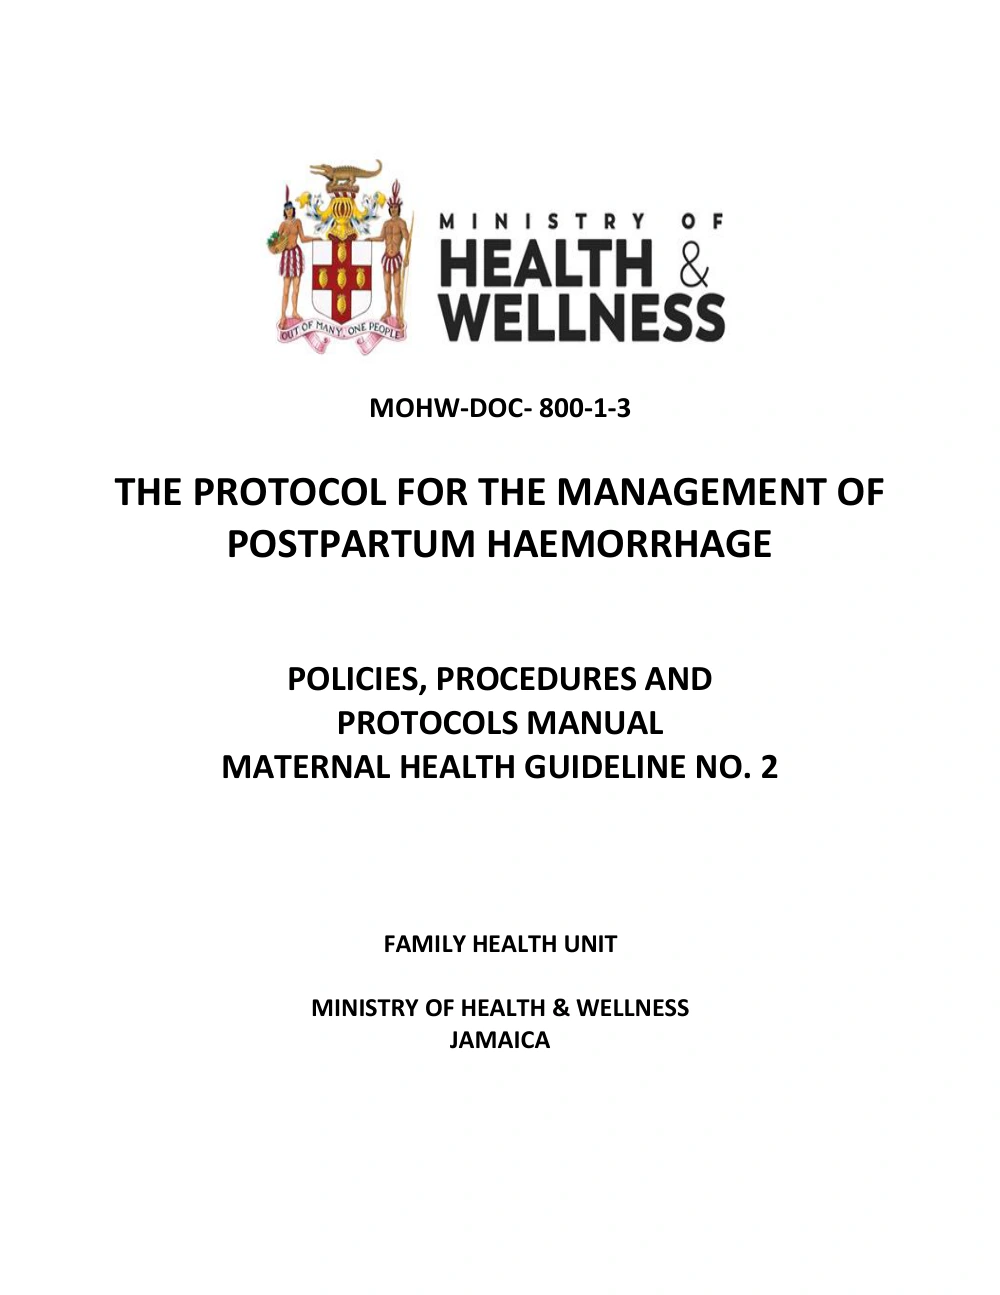 MINISTRY OF
HEALTH &
WELLNESS
OUT OF MANY, ONE PEOPLE
MOHW-DOC- 800-1-3
THE PROTOCOL FOR THE MANAGEMENT OF
POSTPARTUM HAEMORRHAGE
POLICIES, PROCEDURES AND
PROTOCOLS MANUAL
MATERNAL HEALTH GUIDELINE NO. 2
FAMILY HEALTH UNIT
MINISTRY OF HEALTH & WELLNESS
JAMAICA